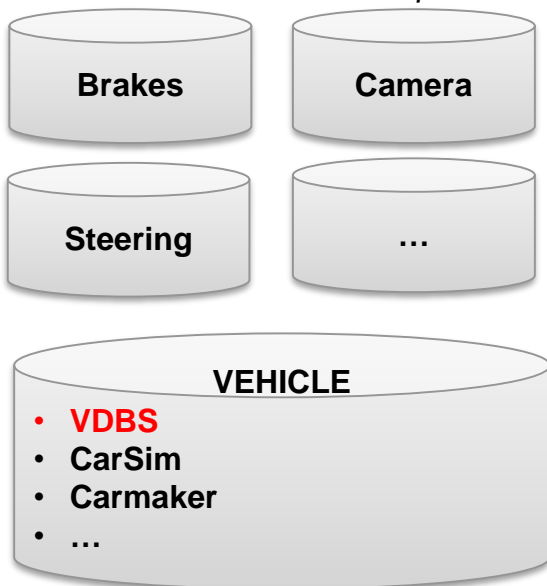 Brakes
Camera
Steering
…
VEHICLE
• VDBS
• CarSim
• Carmaker
• …